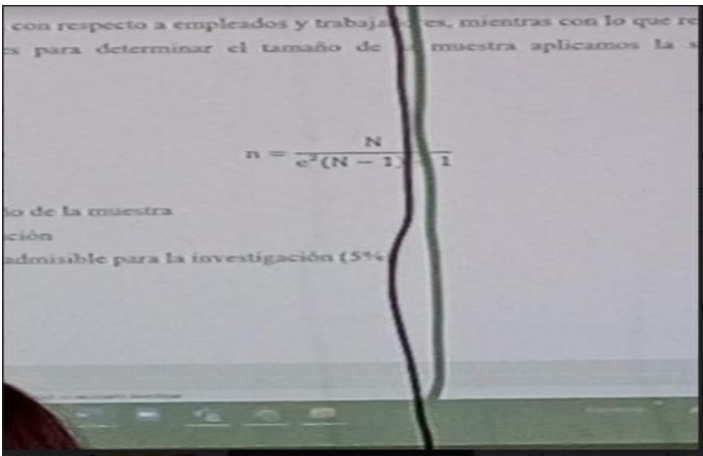 con respecto a empleados y trabaja es, mientras con lo que re
para determinar el tamaño de muestra aplicamos la s
n = N
e²(N − 1) 1
o de la muestra
ción
admisible para la investigación (5%